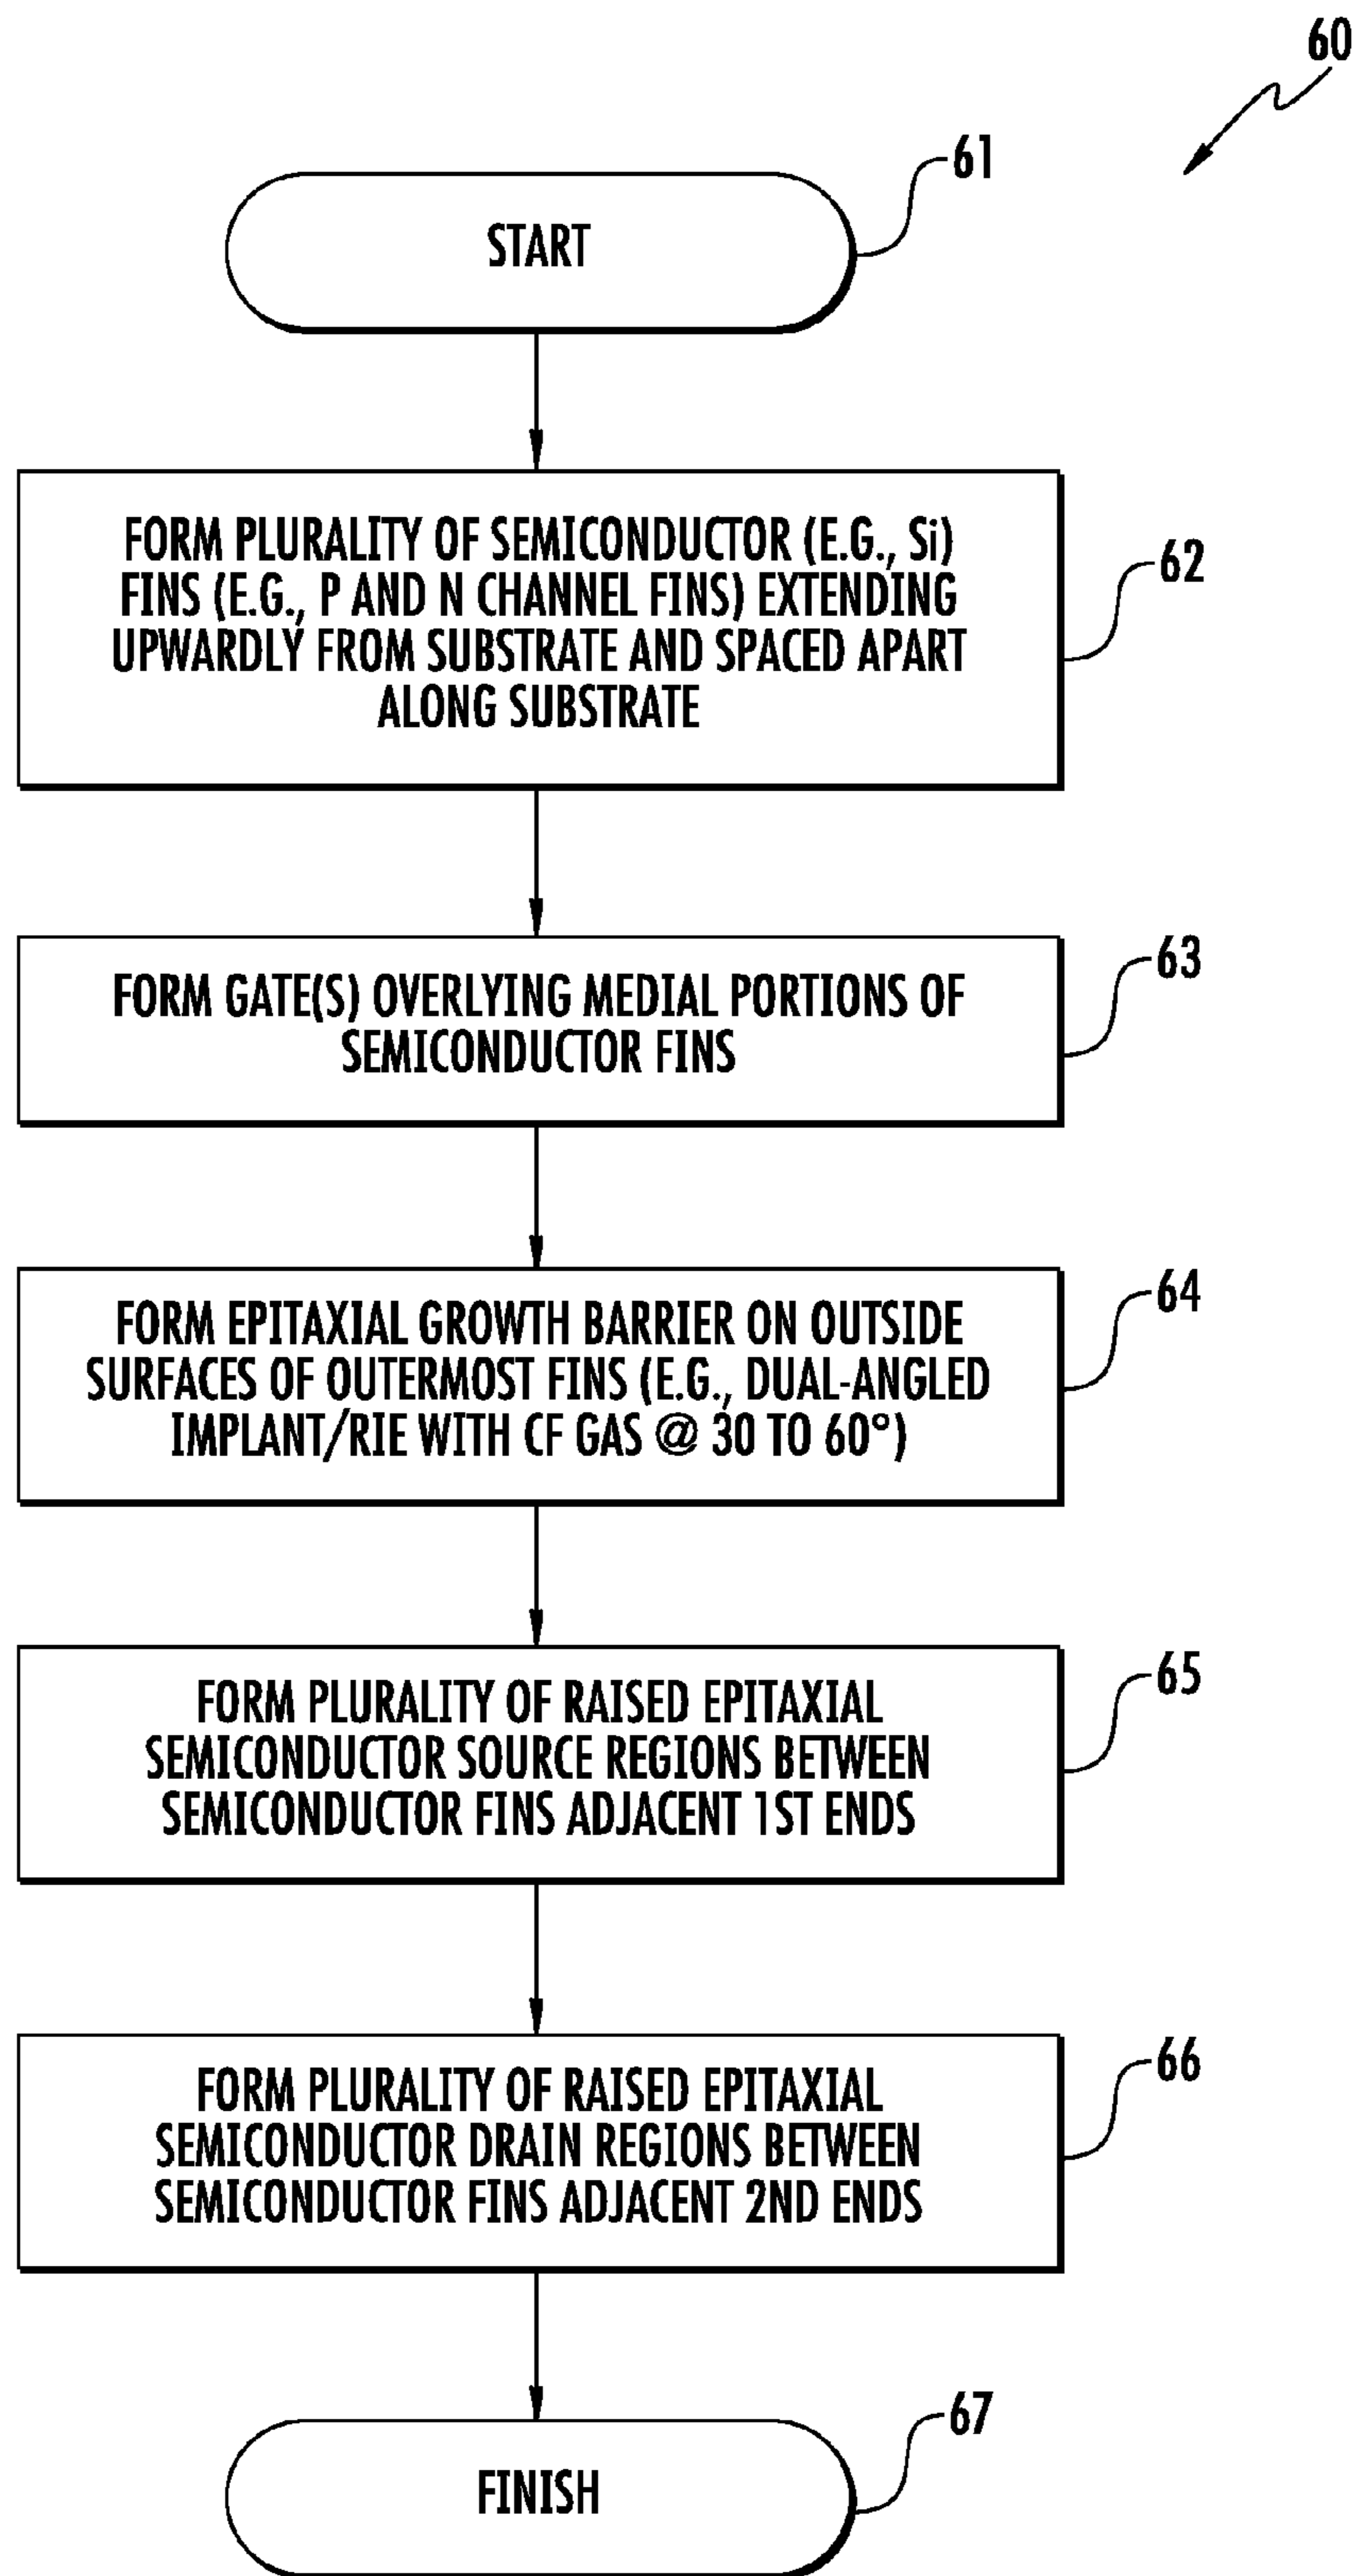 60
61
START
FORM PLURALITY OF SEMICONDUCTOR (E.G., Si)
FINS (E.G., P AND N CHANNEL FINS) EXTENDING
UPWARDLY FROM SUBSTRATE AND SPACED APART
ALONG SUBSTRATE
62
FORM GATE(S) OVERLYING MEDIAL PORTIONS OF
SEMICONDUCTOR FINS
63
FORM EPITAXIAL GROWTH BARRIER ON OUTSIDE
SURFACES OF OUTERMOST FINS (E.G., DUAL-ANGLED
IMPLANT/RIE WITH CF GAS @ 30 TO 60°)
64
FORM PLURALITY OF RAISED EPITAXIAL
SEMICONDUCTOR SOURCE REGIONS BETWEEN
SEMICONDUCTOR FINS ADJACENT 1ST ENDS
65
FORM PLURALITY OF RAISED EPITAXIAL
SEMICONDUCTOR DRAIN REGIONS BETWEEN
SEMICONDUCTOR FINS ADJACENT 2ND ENDS
66
67
FINISH